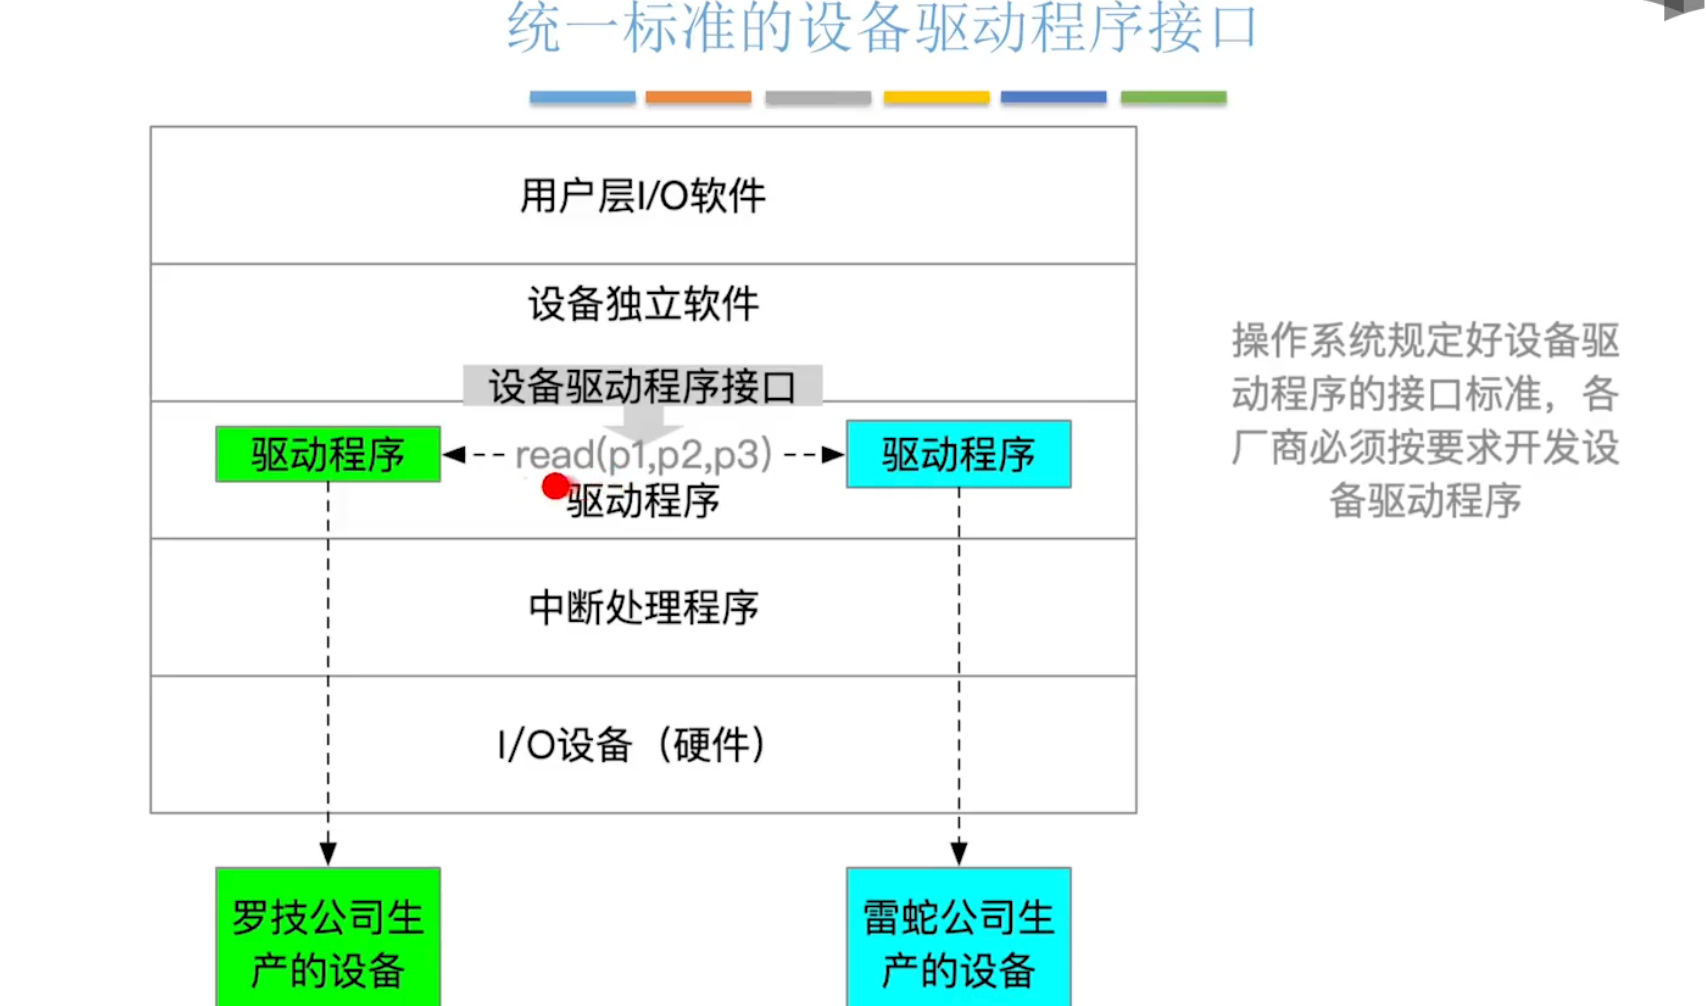 统一标准的设备驱动程序接口
用户层I/O软件
设备独立软件
设备驱动程序接口
驱动程序
read(p1,p2,p3)
驱动程序
驱动程序
中断处理程序
I/O设备（硬件）
罗技公司生
产的设备
雷蛇公司生
产的设备
操作系统规定好设备驱
动程序的接口标准，各
厂商必须按要求开发设
备驱动程序